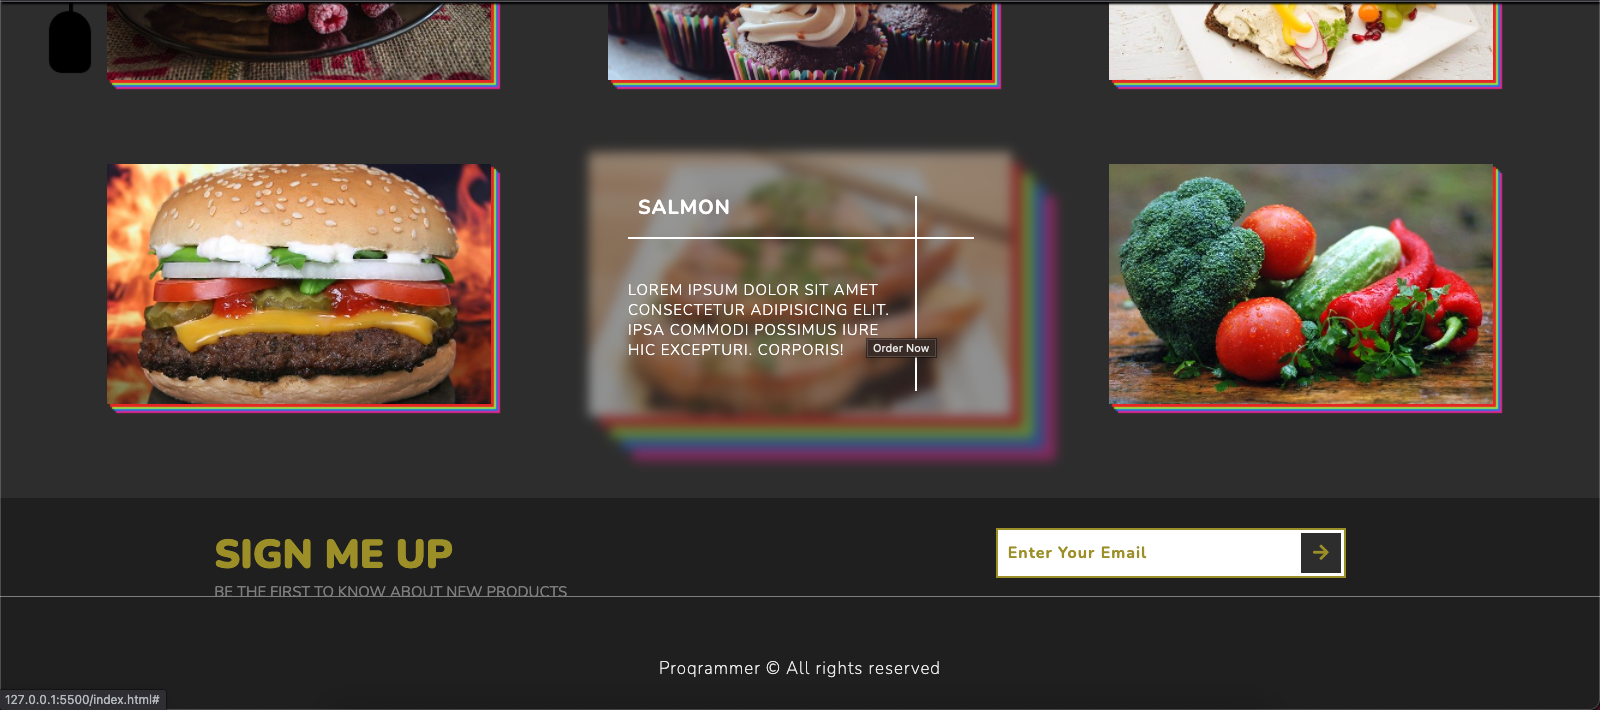 SALMON
LOREM IPSUM DOLOR SIT AMET
CONSECTETUR ADIPISICING ELIT.
IPSA COMMODI POSSIMUS IURE
HIC EXCEPTURI. CORPORIS!
Order Now
SIGN ME UP
BE THE FIRST TO KNOW ABOUT NEW PRODUCTS
Enter Your Email
Proqrammer © All rights reserved
127.0.0.1:5500/index.html#